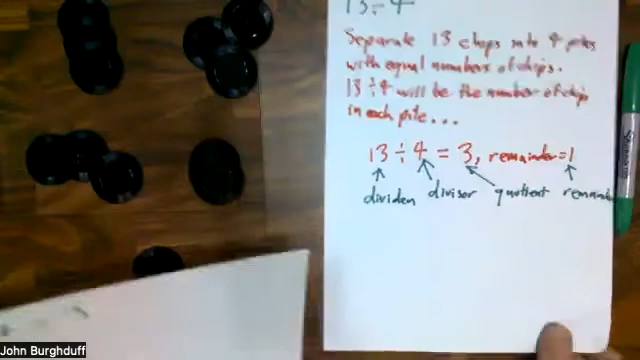 13 ÷ 4
Separate 13 chips into 4 piles
with equal numbers of chips.
13 ÷ 4 will be the number of chips
in each pile...
13 ÷ 4 = 3, remainder = 1
dividen divisor quotient remainder
John Burghduff